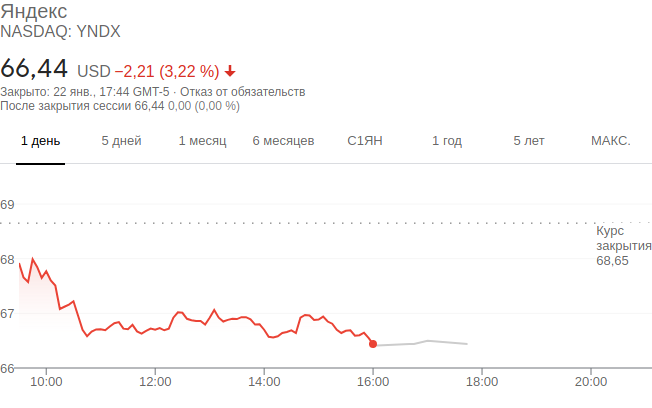 Яндекс
NASDAQ: YNDX
66,44 USD −2,21 (3,22 %)
Закрыто: 22 янв., 17:44 GMT-5 · Отказ от обязательств
После закрытия сессии 66,44 0,00 (0,00 %)
1 день 5 дней 1 месяц 6 месяцев С1ЯН 1 год 5 лет МАКС.
69
Курс
закрытия
68,65
68
67
66
10:00 12:00 14:00 16:00 18:00 20:00